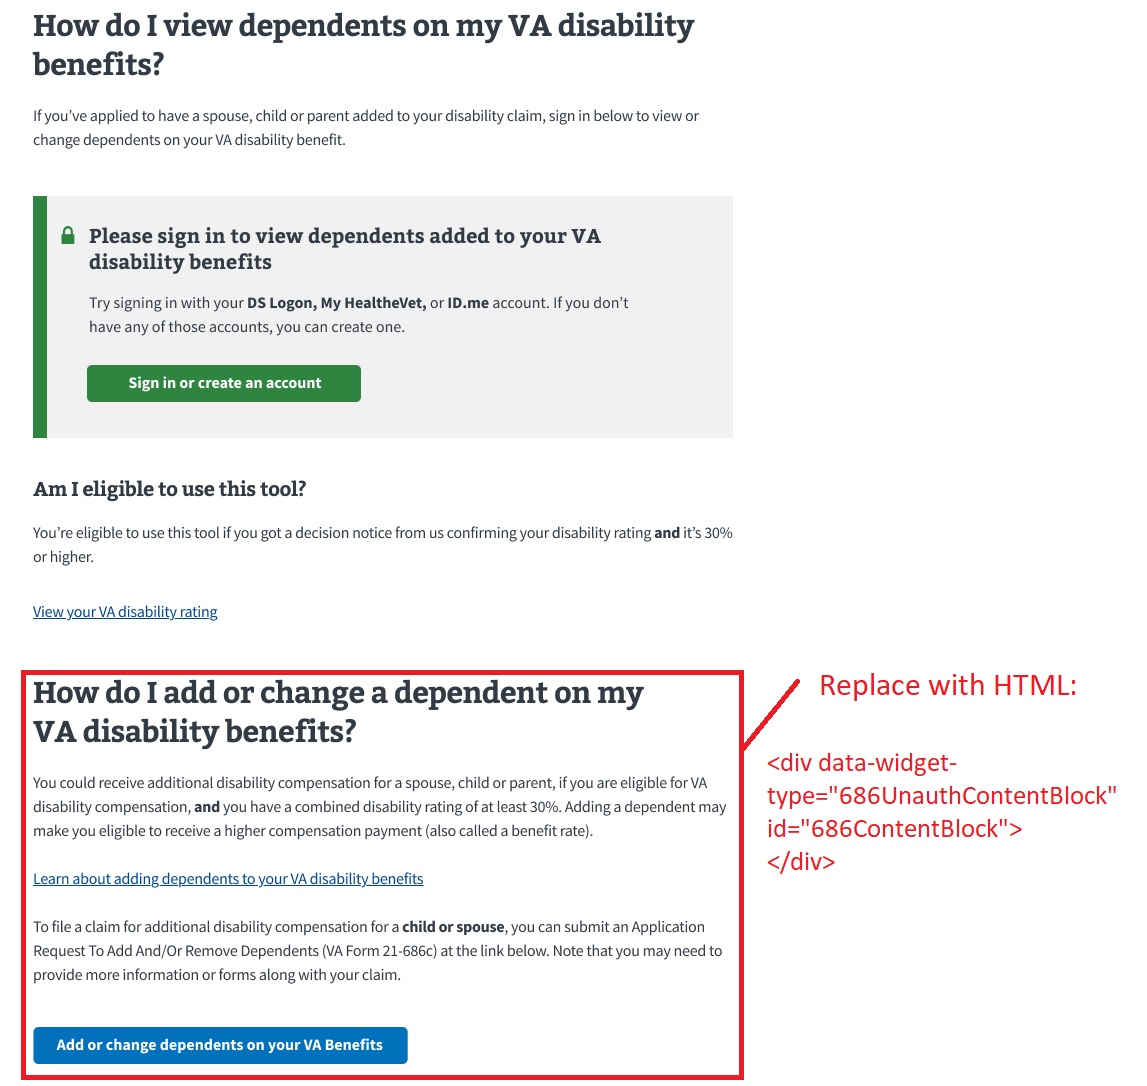 How do I view dependents on my VA disability
benefits?
If you’ve applied to have a spouse, child or parent added to your disability claim, sign in below to view or
change dependents on your VA disability benefit.
Please sign in to view dependents added to your VA
disability benefits
Try signing in with your DS Logon, My HealtheVet, or ID.me account. If you don’t
have any of those accounts, you can create one.
Sign in or create an account
Am I eligible to use this tool?
You’re eligible to use this tool if you got a decision notice from us confirming your disability rating and it’s 30%
or higher.
View your VA disability rating
How do I add or change a dependent on my
VA disability benefits?
You could receive additional disability compensation for a spouse, child or parent, if you are eligible for VA
disability compensation, and you have a combined disability rating of at least 30%. Adding a dependent may
make you eligible to receive a higher compensation payment (also called a benefit rate).
Learn about adding dependents to your VA disability benefits
To file a claim for additional disability compensation for a child or spouse, you can submit an Application
Request To Add And/Or Remove Dependents (VA Form 21-686c) at the link below. Note that you may need to
provide more information or forms along with your claim.
Add or change dependents on your VA Benefits
Replace with HTML:
<div data-widget-
type="686UnauthContentBlock"
id="686ContentBlock">
</div>